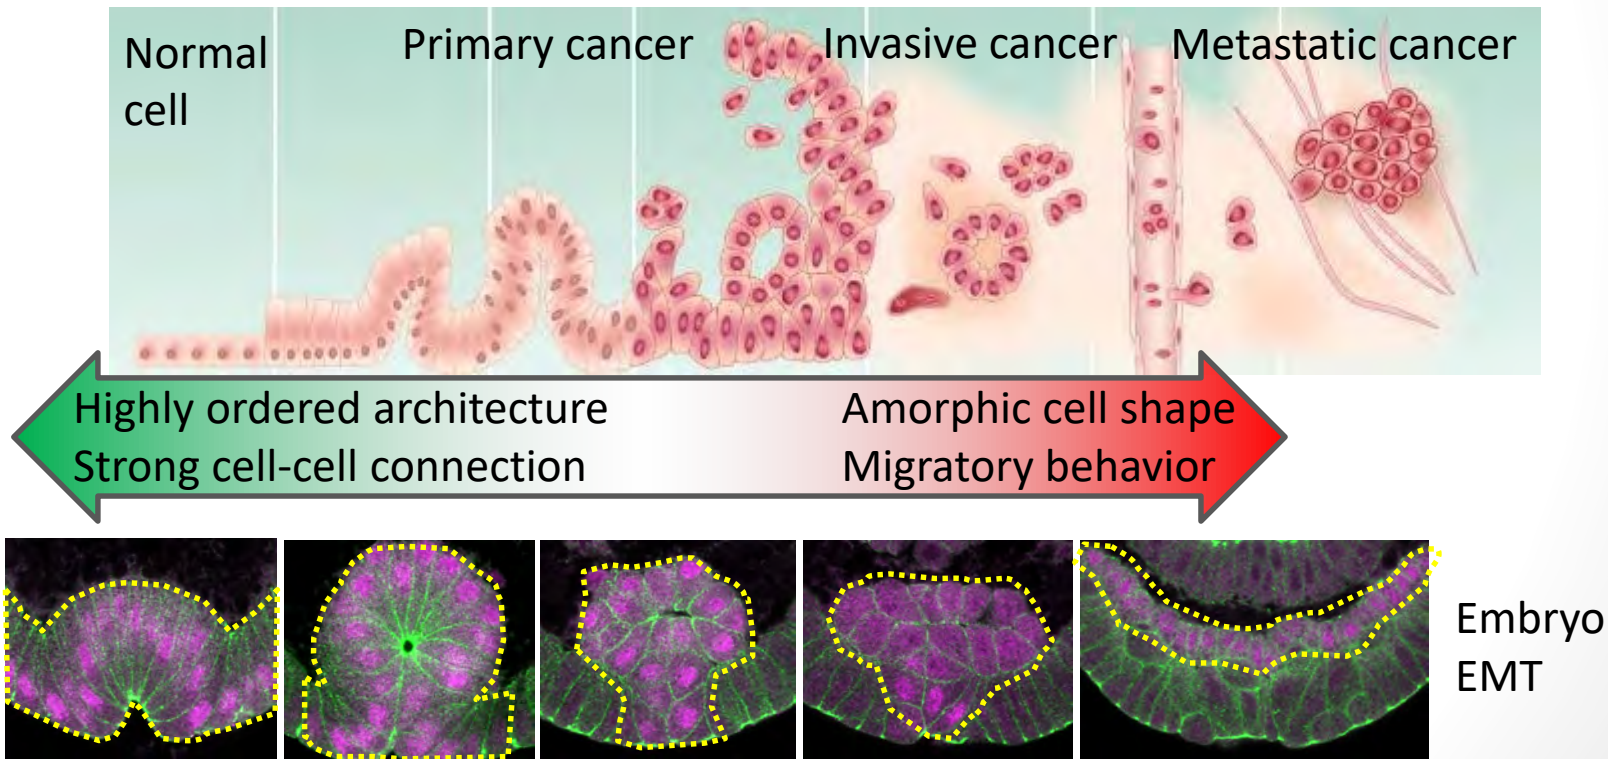 Normal
cell
Primary cancer
Invasive cancer
Metastatic cancer
Highly ordered architecture
Strong cell-cell connection
Amorphic cell shape
Migratory behavior
Embryo
EMT